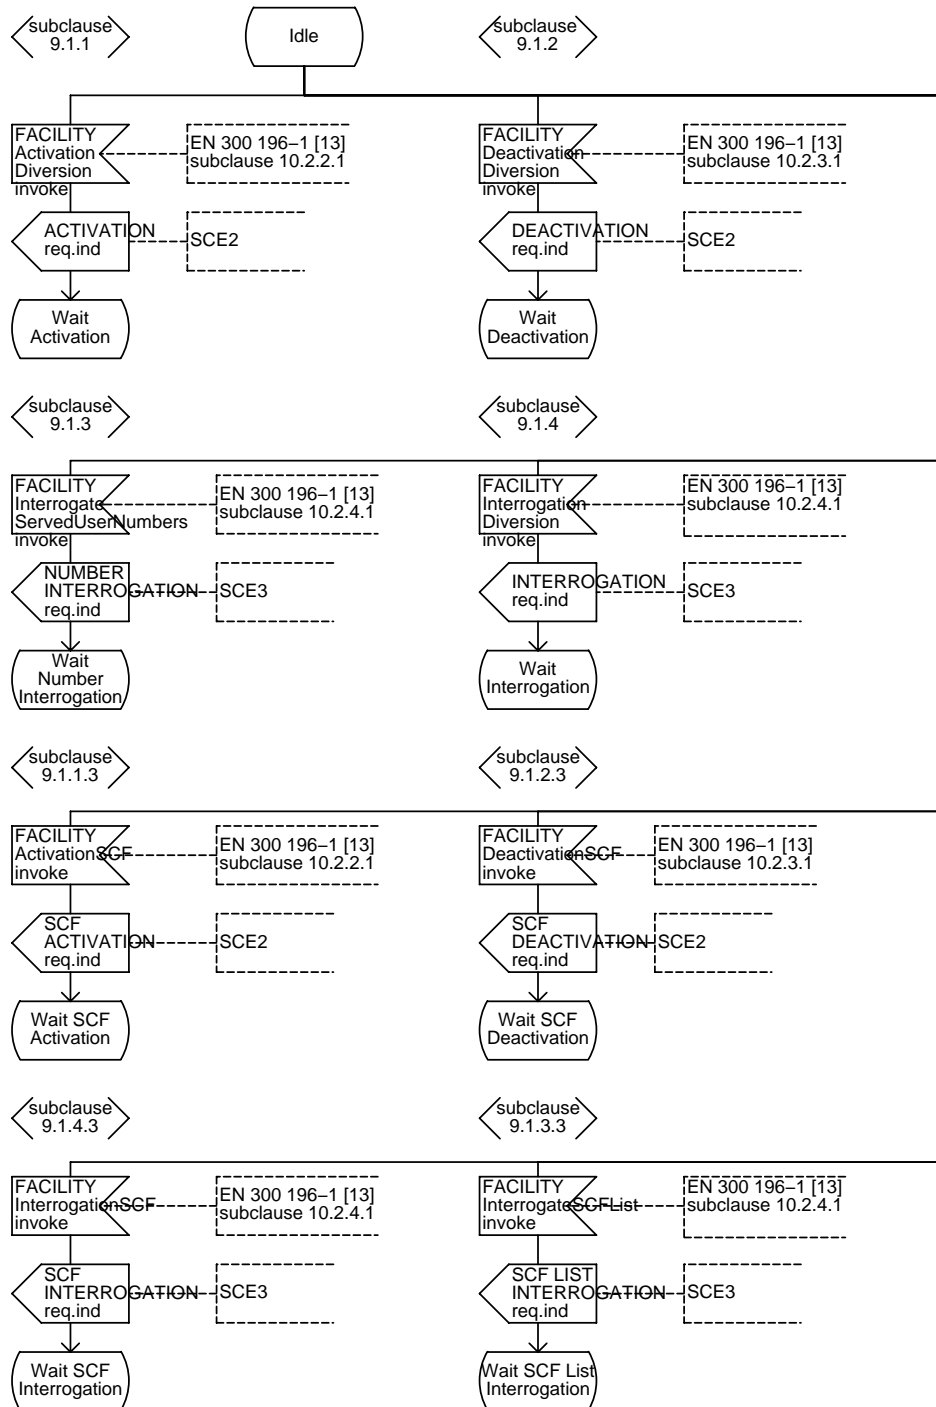 subclause
9.1.1
Idle
subclause
9.1.2
FACILITY
Activation
Diversion
invoke
EN 300 196–1 [13]
subclause 10.2.2.1
FACILITY
Deactivation
Diversion
invoke
EN 300 196–1 [13]
subclause 10.2.3.1
ACTIVATION
req.ind
SCE2
DEACTIVATION
req.ind
SCE2
Wait
Activation
Wait
Deactivation
subclause
9.1.3
subclause
9.1.4
FACILITY
Interrogate
ServedUserNumbers
invoke
EN 300 196–1 [13]
subclause 10.2.4.1
FACILITY
Interrogation
Diversion
invoke
EN 300 196–1 [13]
subclause 10.2.4.1
NUMBER
INTERROGATION
req.ind
SCE3
INTERROGATION
req.ind
SCE3
Wait
Number
Interrogation
Wait
Interrogation
subclause
9.1.1.3
subclause
9.1.2.3
FACILITY
ActivationSCF
invoke
EN 300 196–1 [13]
subclause 10.2.2.1
FACILITY
DeactivationSCF
invoke
EN 300 196–1 [13]
subclause 10.2.3.1
SCF
ACTIVATION
req.ind
SCE2
SCF
DEACTIVATION
req.ind
SCE2
Wait SCF
Activation
Wait SCF
Deactivation
subclause
9.1.4.3
subclause
9.1.3.3
FACILITY
InterrogationSCF
invoke
EN 300 196–1 [13]
subclause 10.2.4.1
FACILITY
InterrogateSCFList
invoke
EN 300 196–1 [13]
subclause 10.2.4.1
SCF
INTERROGATION
req.ind
SCE3
SCF LIST
INTERROGATION
req.ind
SCE3
Wait SCF
Interrogation
Wait SCF List
Interrogation